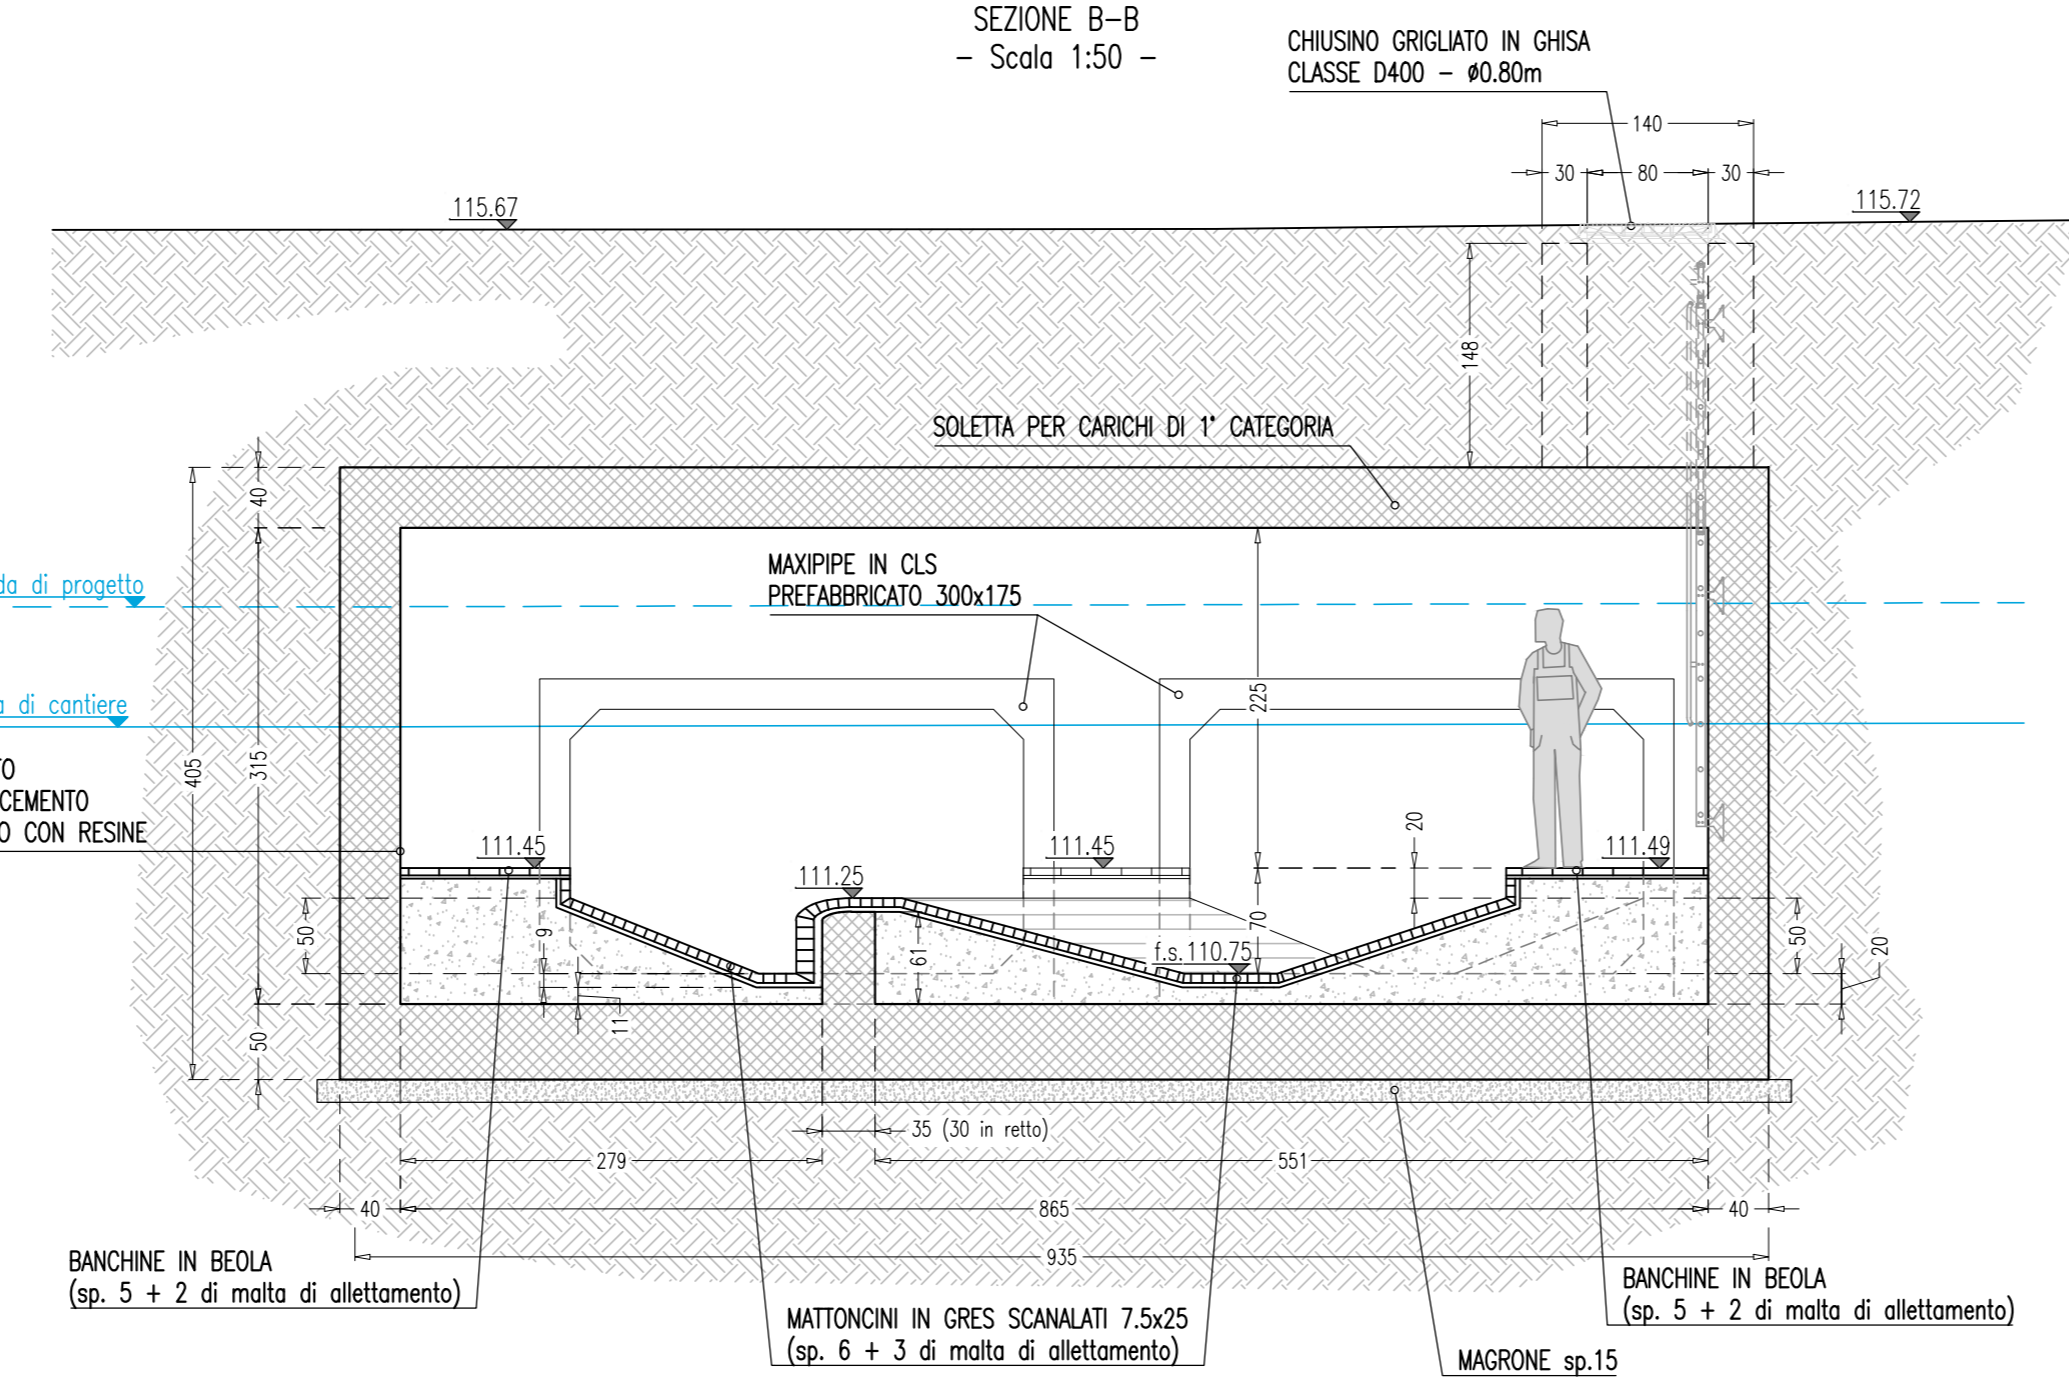 SEZIONE B–B
– Scala 1:50 –
CHIUSINO GRIGLIATO IN GHISA
CLASSE D400 – ø0.80m
140
30
80
30
115.67
115.72
148
SOLETTA PER CARICHI DI 1° CATEGORIA
40
MAXIPIPE IN CLS
PREFABBRICATO 300x175
da di progetto
a di cantiere
225
405
315
TO
CEMENTO
O CON RESINE
20
111.45
111.45
111.49
111.25
50
9
61
70
f.s. 110.75
50
20
11
50
35 (30 in retto)
279
551
40
865
40
935
BANCHINE IN BEOLA
(sp. 5 + 2 di malta di allettamento)
BANCHINE IN BEOLA
(sp. 5 + 2 di malta di allettamento)
MATTONCINI IN GRES SCANALATI 7.5x25
(sp. 6 + 3 di malta di allettamento)
MAGRONE sp.15